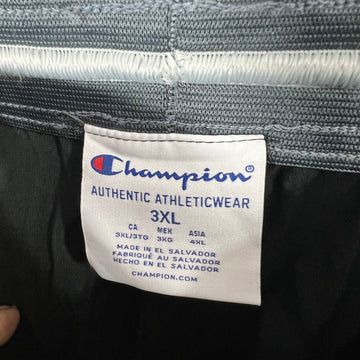 Champion
AUTHENTIC ATHLETICWEAR
3XL
CA MEX ASIA
3XL/3TG 3XG 4XL
MADE IN EL SALVADOR
FABRIQUÉ AU SALVADOR
HECHO EN EL SALVADOR
CHAMPION.COM